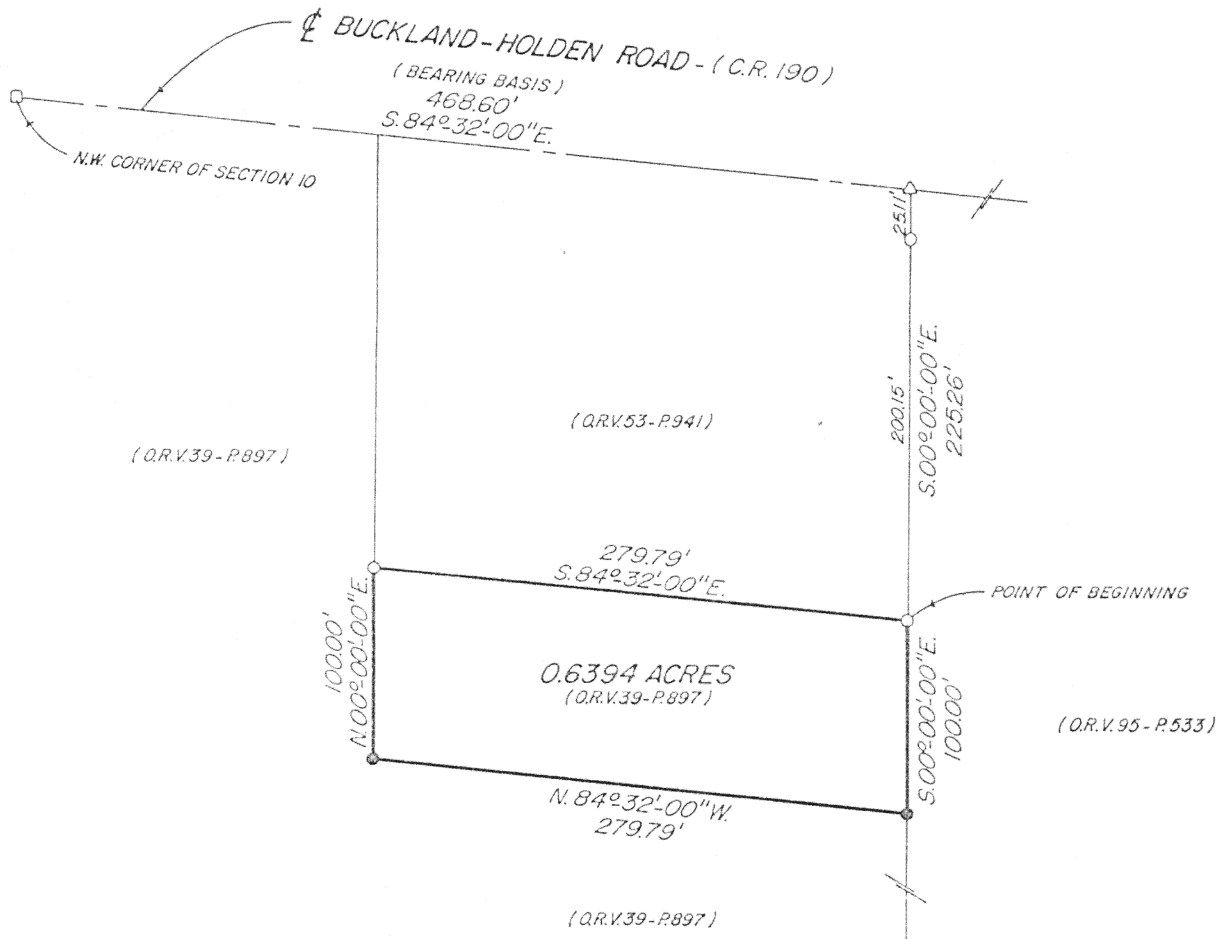 ℄ BUCKLAND-HOLDEN ROAD-(C.R. 190)
(BEARING BASIS)
468.60'
S.84°-32'-00"E.
N.W. CORNER OF SECTION 10
25.11'
200.15'
S.00°-00'-00"E.
225.26'
(O.R.V.53-P.941)
(O.R.V.39-P.897)
279.79'
S.84°-32'-00"E.
POINT OF BEGINNING
100.00'
N.00°-00'-00"E.
0.6394 ACRES
(O.R.V.39-P.897)
S.00°-00'-00"E.
100.00'
(O.R.V.95-P.533)
N.84°-32'-00"W.
279.79'
(O.R.V.39-P.897)